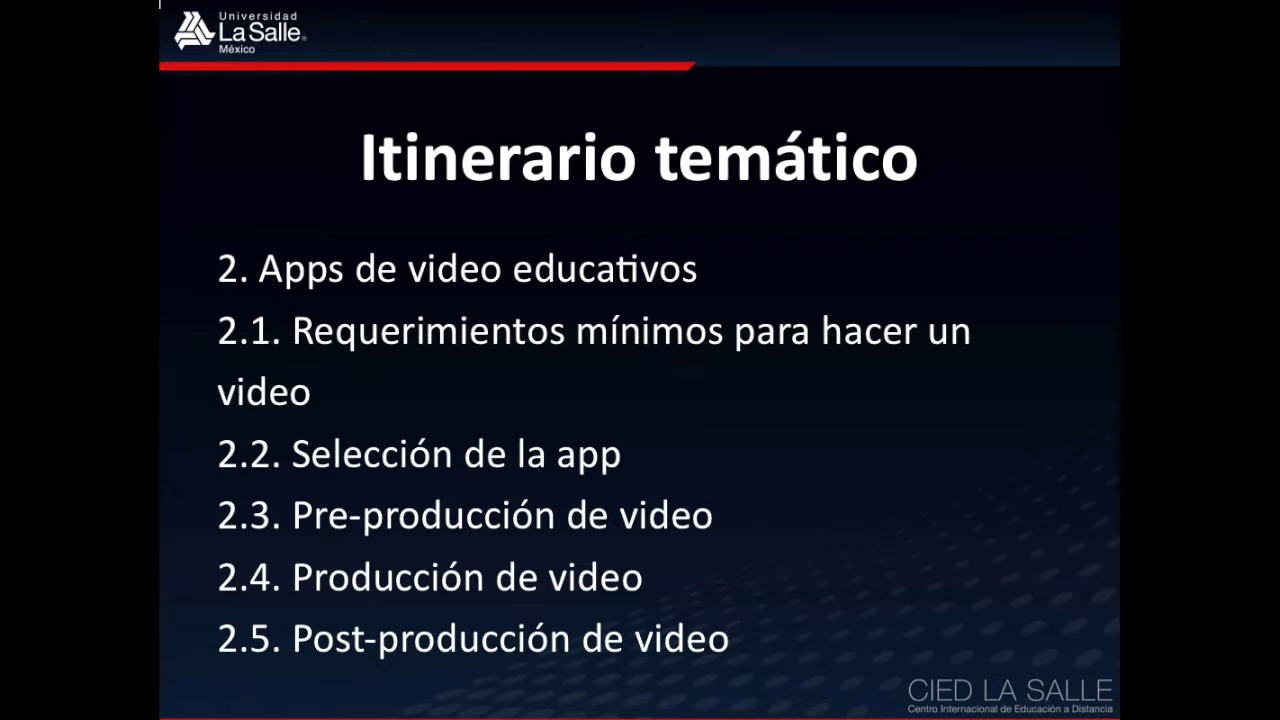 Universidad
La Salle®
México
Itinerario temático
2. Apps de video educativos
2.1. Requerimientos mínimos para hacer un
video
2.2. Selección de la app
2.3. Pre-producción de video
2.4. Producción de video
2.5. Post-producción de video
CIED LA SALLE
Centro Internacional de Educación a Distancia